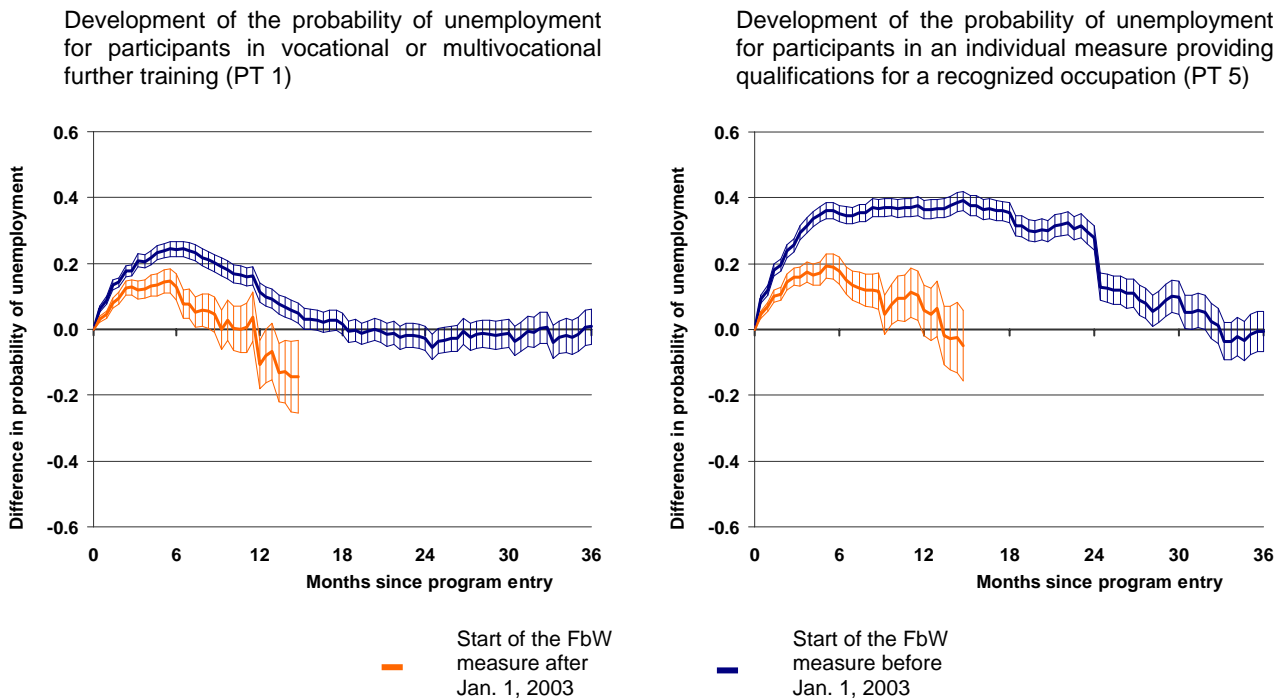 Development of the probability of unemployment
for participants in vocational or multivocational
further training (PT 1)
0.6
0.4
0.2
0.0
-0.2
-0.4
-0.6
Difference in probability of unemployment
0 6 12 18 24 30 36
Months since program entry
Development of the probability of unemployment
for participants in an individual measure providing
qualifications for a recognized occupation (PT 5)
0.6
0.4
0.2
0.0
-0.2
-0.4
-0.6
Difference in probability of unemployment
0 6 12 18 24 30 36
Months since program entry
Start of the FbW
measure after
Jan. 1, 2003
Start of the FbW
measure before
Jan. 1, 2003